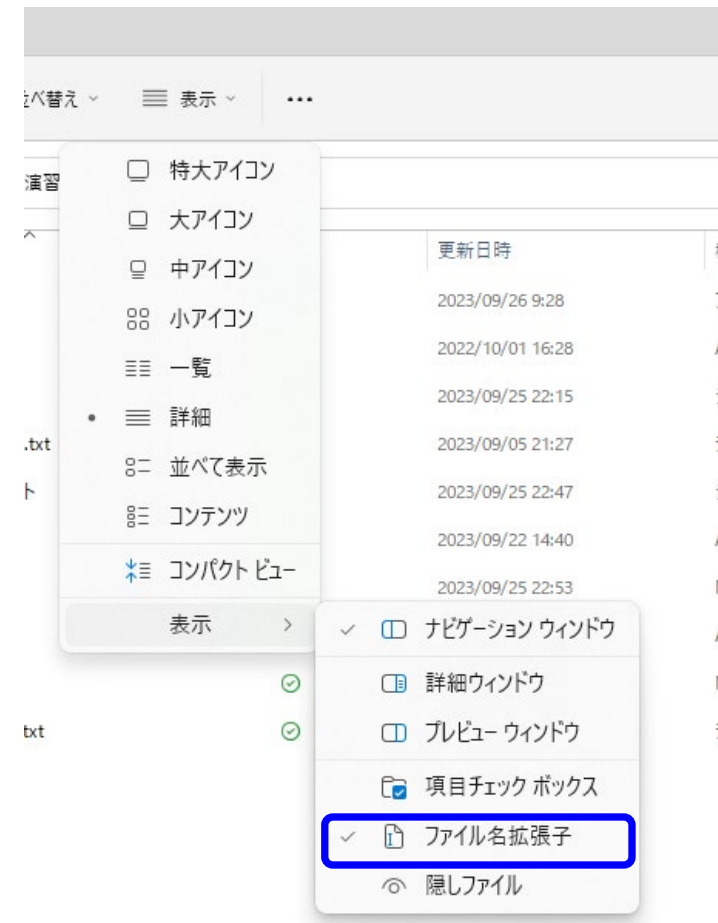 べ替え
表示
•••
演習
特大アイコン
大アイコン
中アイコン
小アイコン
一覧
詳細
並べて表示
コンテンツ
コンパクト ビュー
表示
更新日時
2023/09/26 9:28
2022/10/01 16:28
2023/09/25 22:15
.txt
2023/09/05 21:27
ト
2023/09/25 22:47
2023/09/22 14:40
2023/09/25 22:53
txt
ナビゲーション ウィンドウ
詳細ウィンドウ
プレビュー ウィンドウ
項目チェック ボックス
ファイル名拡張子
隠しファイル